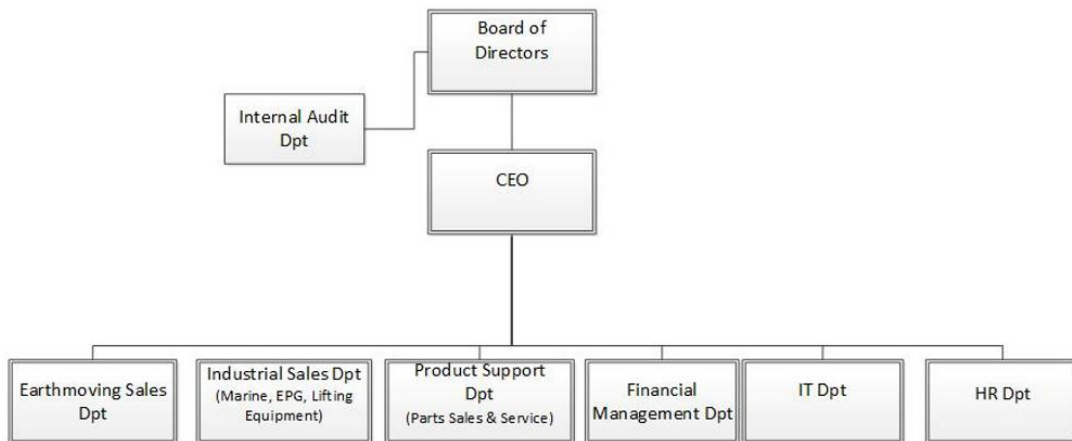 Board of
Directors
Internal Audit
Dpt
CEO
Earthmoving Sales
Dpt
Industrial Sales Dpt
(Marine, EPG, Lifting
Equipment)
Product Support
Dpt
(Parts Sales & Service)
Financial
Management Dpt
IT Dpt
HR Dpt